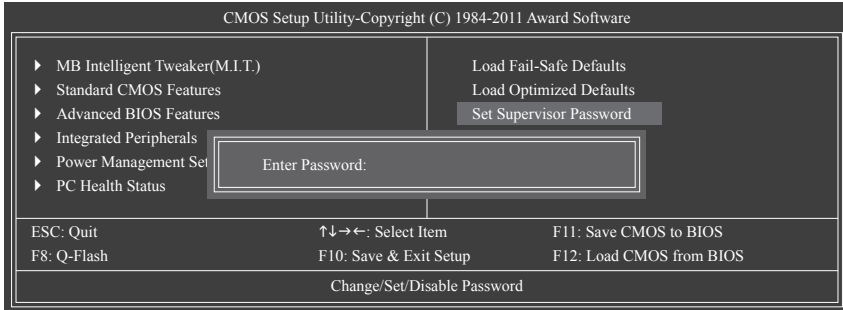 CMOS Setup Utility-Copyright (C) 1984-2011 Award Software
MB Intelligent Tweaker(M.I.T.)
Standard CMOS Features
Advanced BIOS Features
Integrated Peripherals
Power Management Set
PC Health Status
Load Fail-Safe Defaults
Load Optimized Defaults
Set Supervisor Password
Enter Password:
ESC: Quit
↑↓→←: Select Item
F11: Save CMOS to BIOS
F8: Q-Flash
F10: Save & Exit Setup
F12: Load CMOS from BIOS
Change/Set/Disable Password